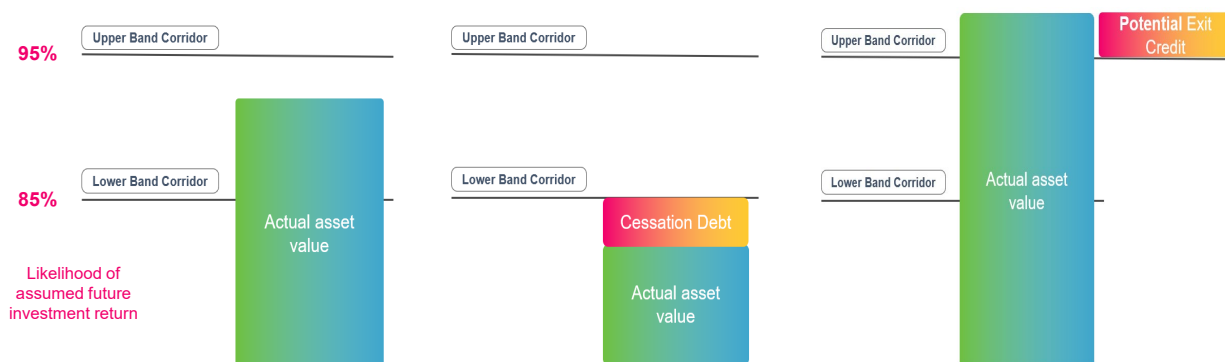 95%
Upper Band Corridor
Lower Band Corridor
85%
Likelihood of
assumed future
investment return
Actual asset
value
Upper Band Corridor
Lower Band Corridor
Cessation Debt
Actual asset
value
Upper Band Corridor
Lower Band Corridor
Actual asset
value
Potential Exit
Credit